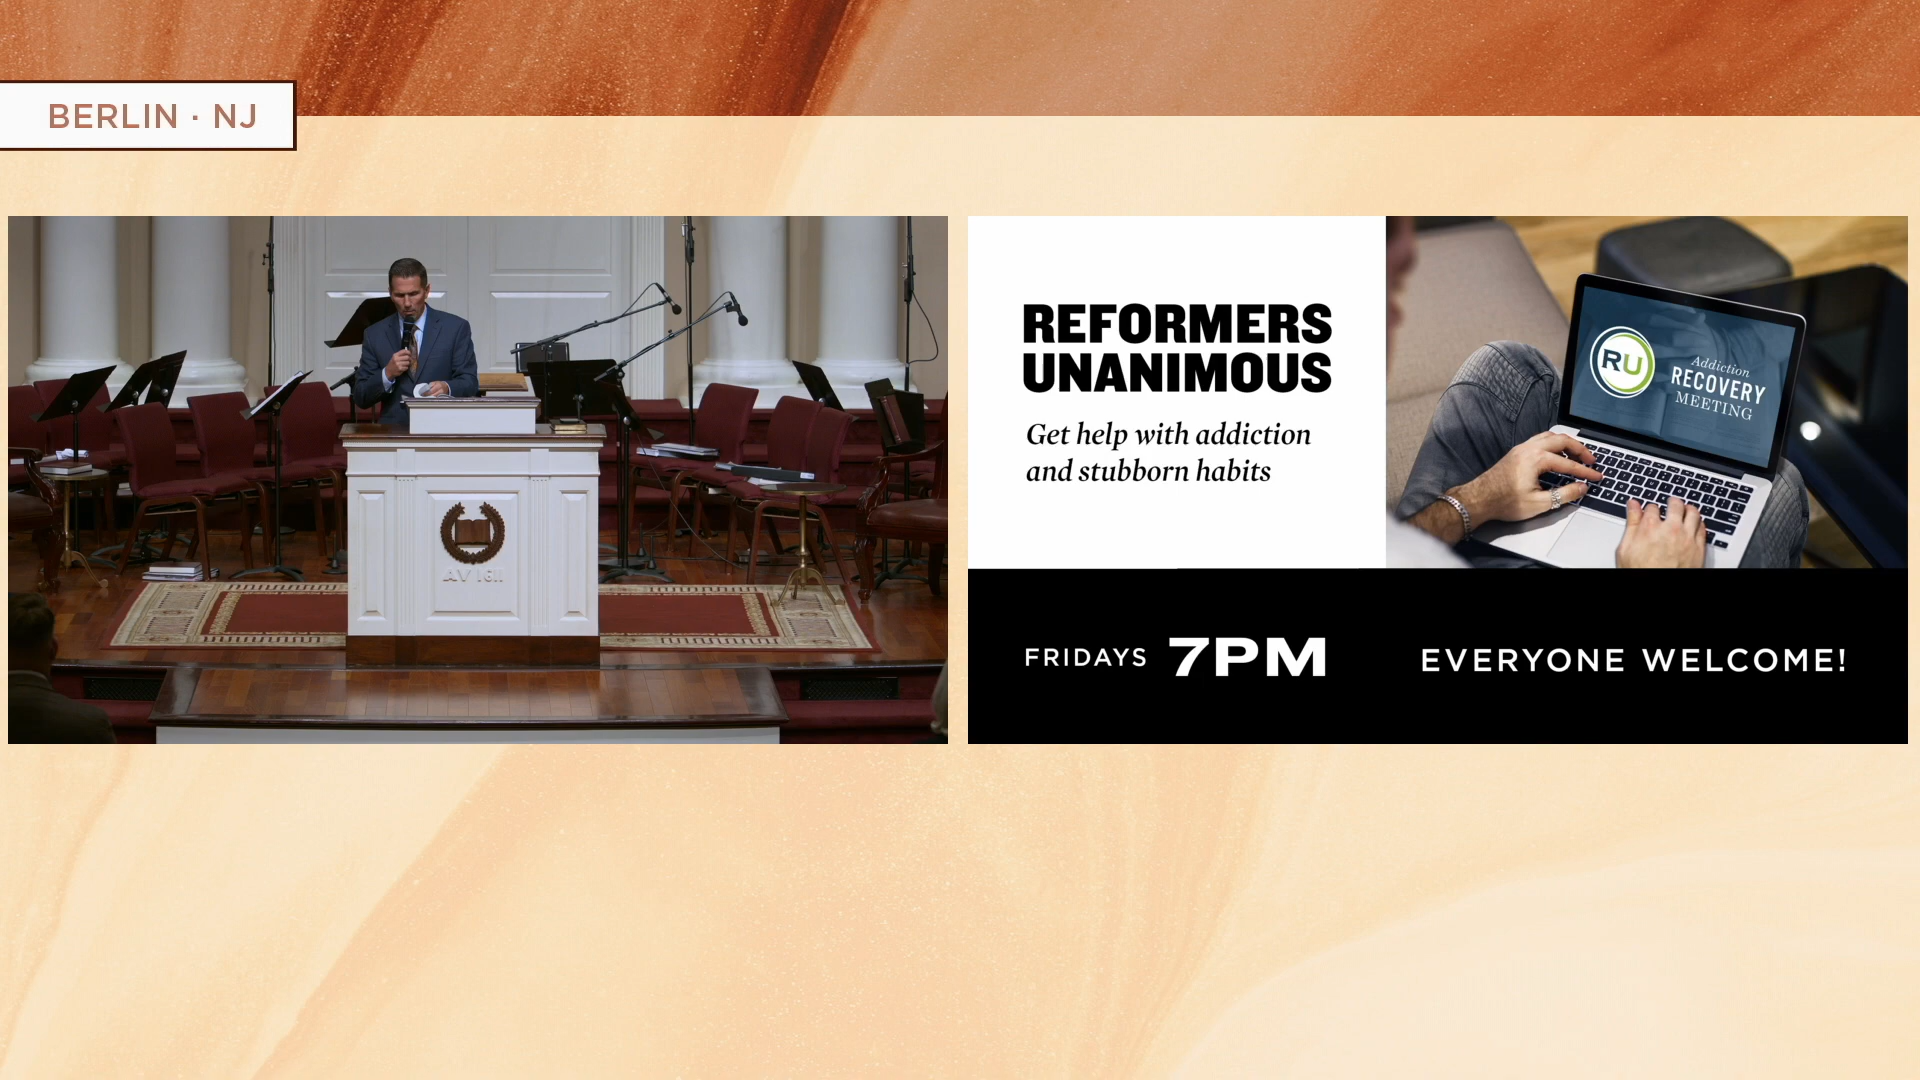 BERLIN · NJ
AV 1611
REFORMERS
UNANIMOUS
Get help with addiction
and stubborn habits
RU
Addiction
RECOVERY
MEETING
FRIDAYS 7PM
EVERYONE WELCOME!